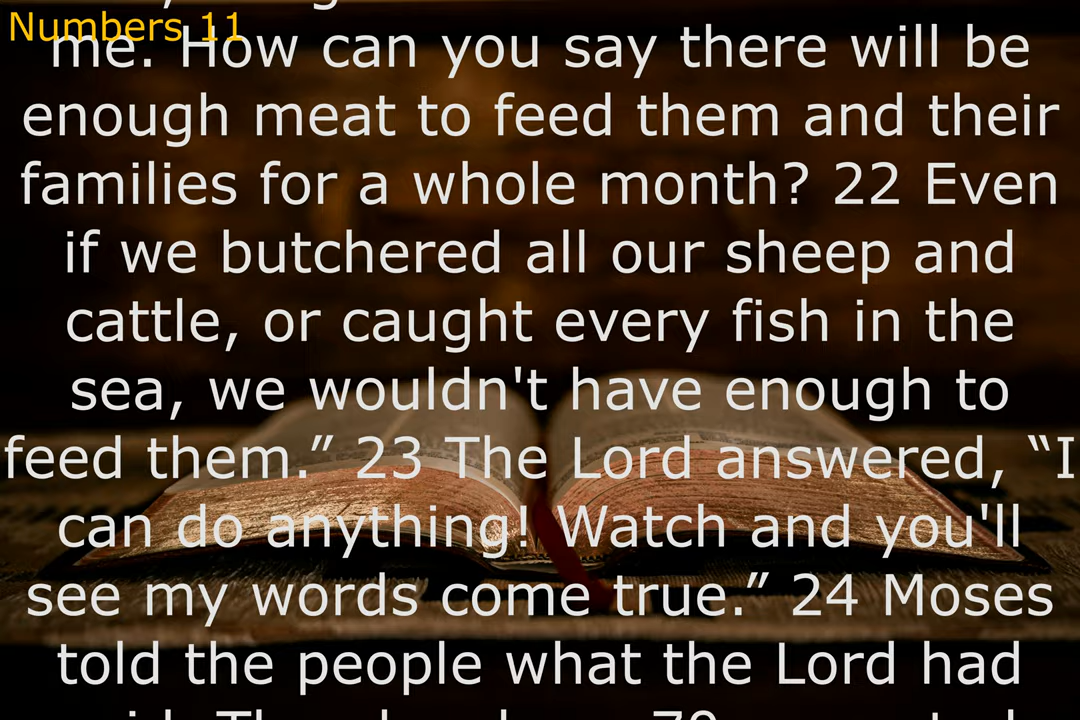 Numbers 11
me. How can you say there will be
enough meat to feed them and their
families for a whole month? 22 Even
if we butchered all our sheep and
cattle, or caught every fish in the
sea, we wouldn't have enough to
feed them.” 23 The Lord answered, “I
can do anything! Watch and you'll
see my words come true.” 24 Moses
told the people what the Lord had